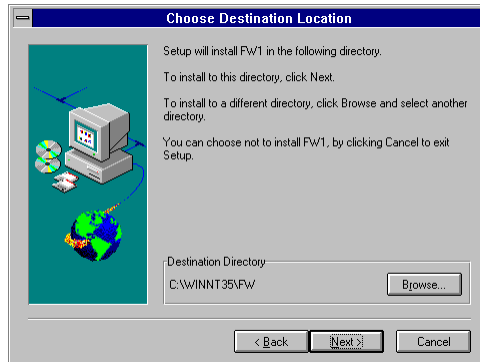 Choose Destination Location
Setup will install FW1 in the following directory.
To install to this directory, click Next.
To install to a different directory, click Browse and select another
directory.
You can choose not to install FW1, by clicking Cancel to exit
Setup.
Destination Directory
C:\WINNT35\FW
Browse...
< Back
Next >
Cancel